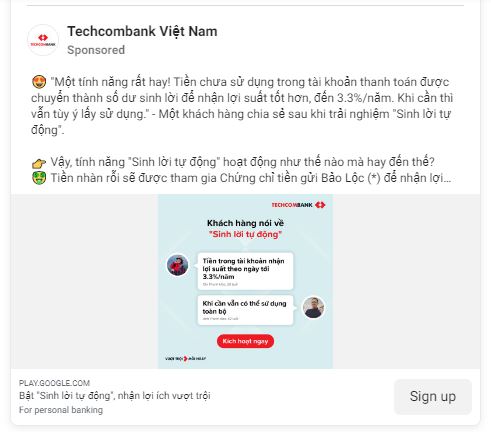 TECHCOMBANK
Techcombank Việt Nam
Sponsored
😍 "Một tính năng rất hay! Tiền chưa sử dụng trong tài khoản thanh toán được
chuyển thành số dư sinh lời để nhận lợi suất tốt hơn, đến 3.3%/năm. Khi cần thì
vẫn tùy ý lấy sử dụng." - Một khách hàng chia sẻ sau khi trải nghiệm "Sinh lời tự
động".
👉 Vậy, tính năng "Sinh lời tự động" hoạt động như thế nào mà hay đến thế?
🤑 Tiền nhàn rỗi sẽ được tham gia Chứng chỉ tiền gửi Bảo Lộc (*) để nhận lợi...
TECHCOMBANK
Khách hàng nói về
"Sinh lời tự động"
Tiền trong tài khoản nhận
lợi suất theo ngày tới
3.3%/năm
Khi cần vẫn có thể sử dụng
toàn bộ
Kích hoạt ngay
VƯỢT TRỘI MỖI NGÀY
PLAY.GOOGLE.COM
Bật "Sinh lời tự động", nhận lợi ích vượt trội
For personal banking
Sign up